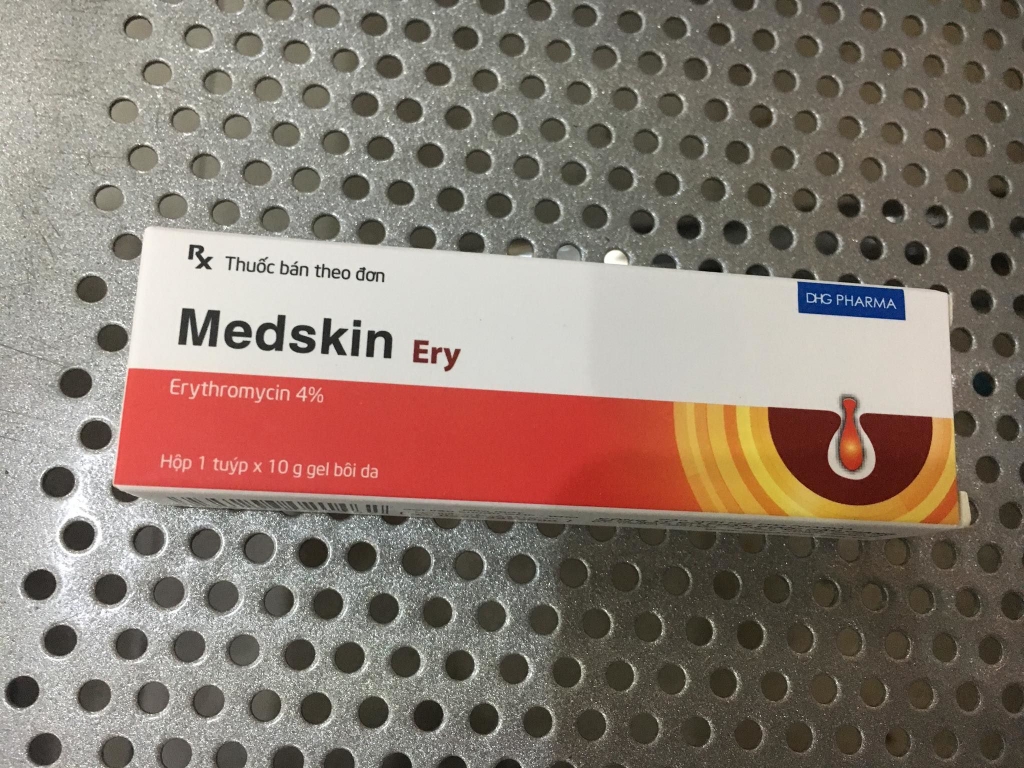 Rx Thuốc bán theo đơn
DHG PHARMA
Medskin Ery
Erythromycin 4%
Hộp 1 tuýp x 10 g gel bôi da